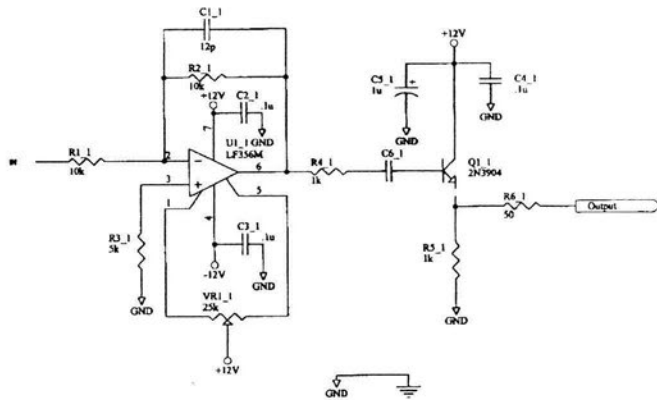 C1_1
12p
R2_1
10k
+12V
C2_1
.1u
GND
7
U1_1
LF356M
IN
R1_1
10k
2
3
6
5
1
4
R3_1
5k
GND
C3_1
.1u
GND
-12V
VR1_1
25k
+12V
R4_1
1k
C6_1
+12V
C5_1
1u
+
GND
C4_1
.1u
GND
Q1_1
2N3904
R6_1
50
Output
R5_1
1k
GND
GND